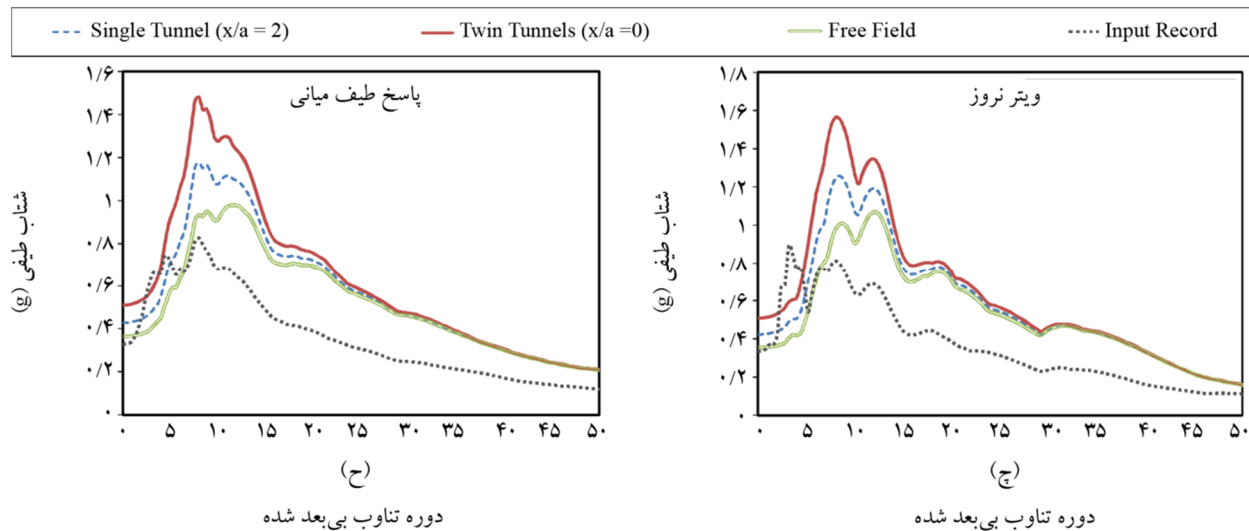 Single Tunnel (x/a = 2) Twin Tunnels (x/a =0) Free Field Input Record
ویتر نروز
۱/۸
۱/۶
۱/۴
۱/۲
۱
۰/۸
۰/۶
۰/۴
۰/۲
۰
شتاب طیفی (g)
۰ ۵ ۱۰ ۱۵ ۲۰ ۲۵ ۳۰ ۳۵ ۴۰ ۴۵ ۵۰
(چ)
دوره تناوب بی‌بعد شده
پاسخ طیف میانی
۱/۶
۱/۴
۱/۲
۱
۰/۸
۰/۶
۰/۴
۰/۲
۰
شتاب طیفی (g)
۰ ۵ ۱۰ ۱۵ ۲۰ ۲۵ ۳۰ ۳۵ ۴۰ ۴۵ ۵۰
(ح)
دوره تناوب بی‌بعد شده